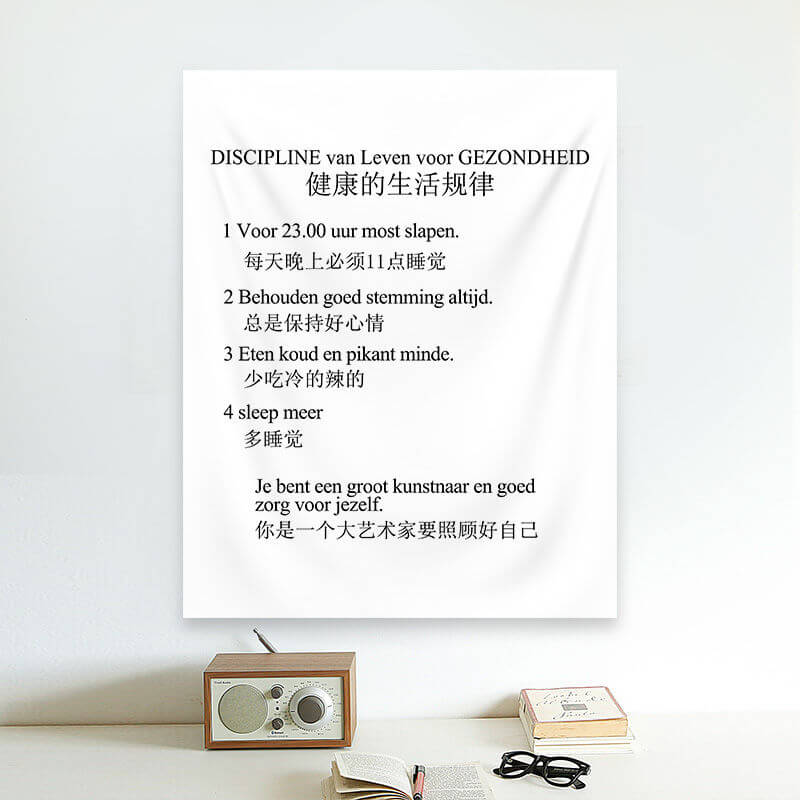 DISCIPLINE van Leven voor GEZONDHEID
健康的生活规律
1 Voor 23.00 uur most slapen.
每天晚上必须11点睡觉
2 Behouden goed stemming altijd.
总是保持好心情
3 Eten koud en pikant minde.
少吃冷的辣的
4 sleep meer
多睡觉
Je bent een groot kunstnaar en goed
zorg voor jezelf.
你是一个大艺术家要照顾好自己
Tivoli Audio